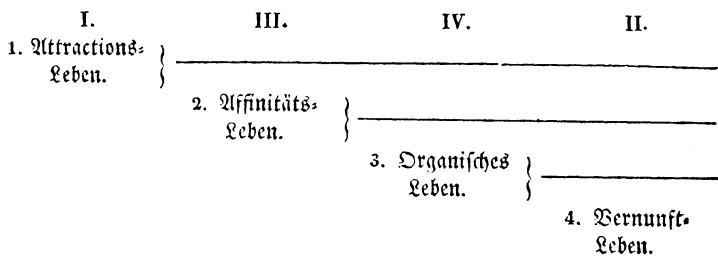 I. III. IV. II.
1. Attractions=
Leben.
2. Affinitäts=
Leben.
3. Organisches
Leben.
4. Vernunft=
Leben.